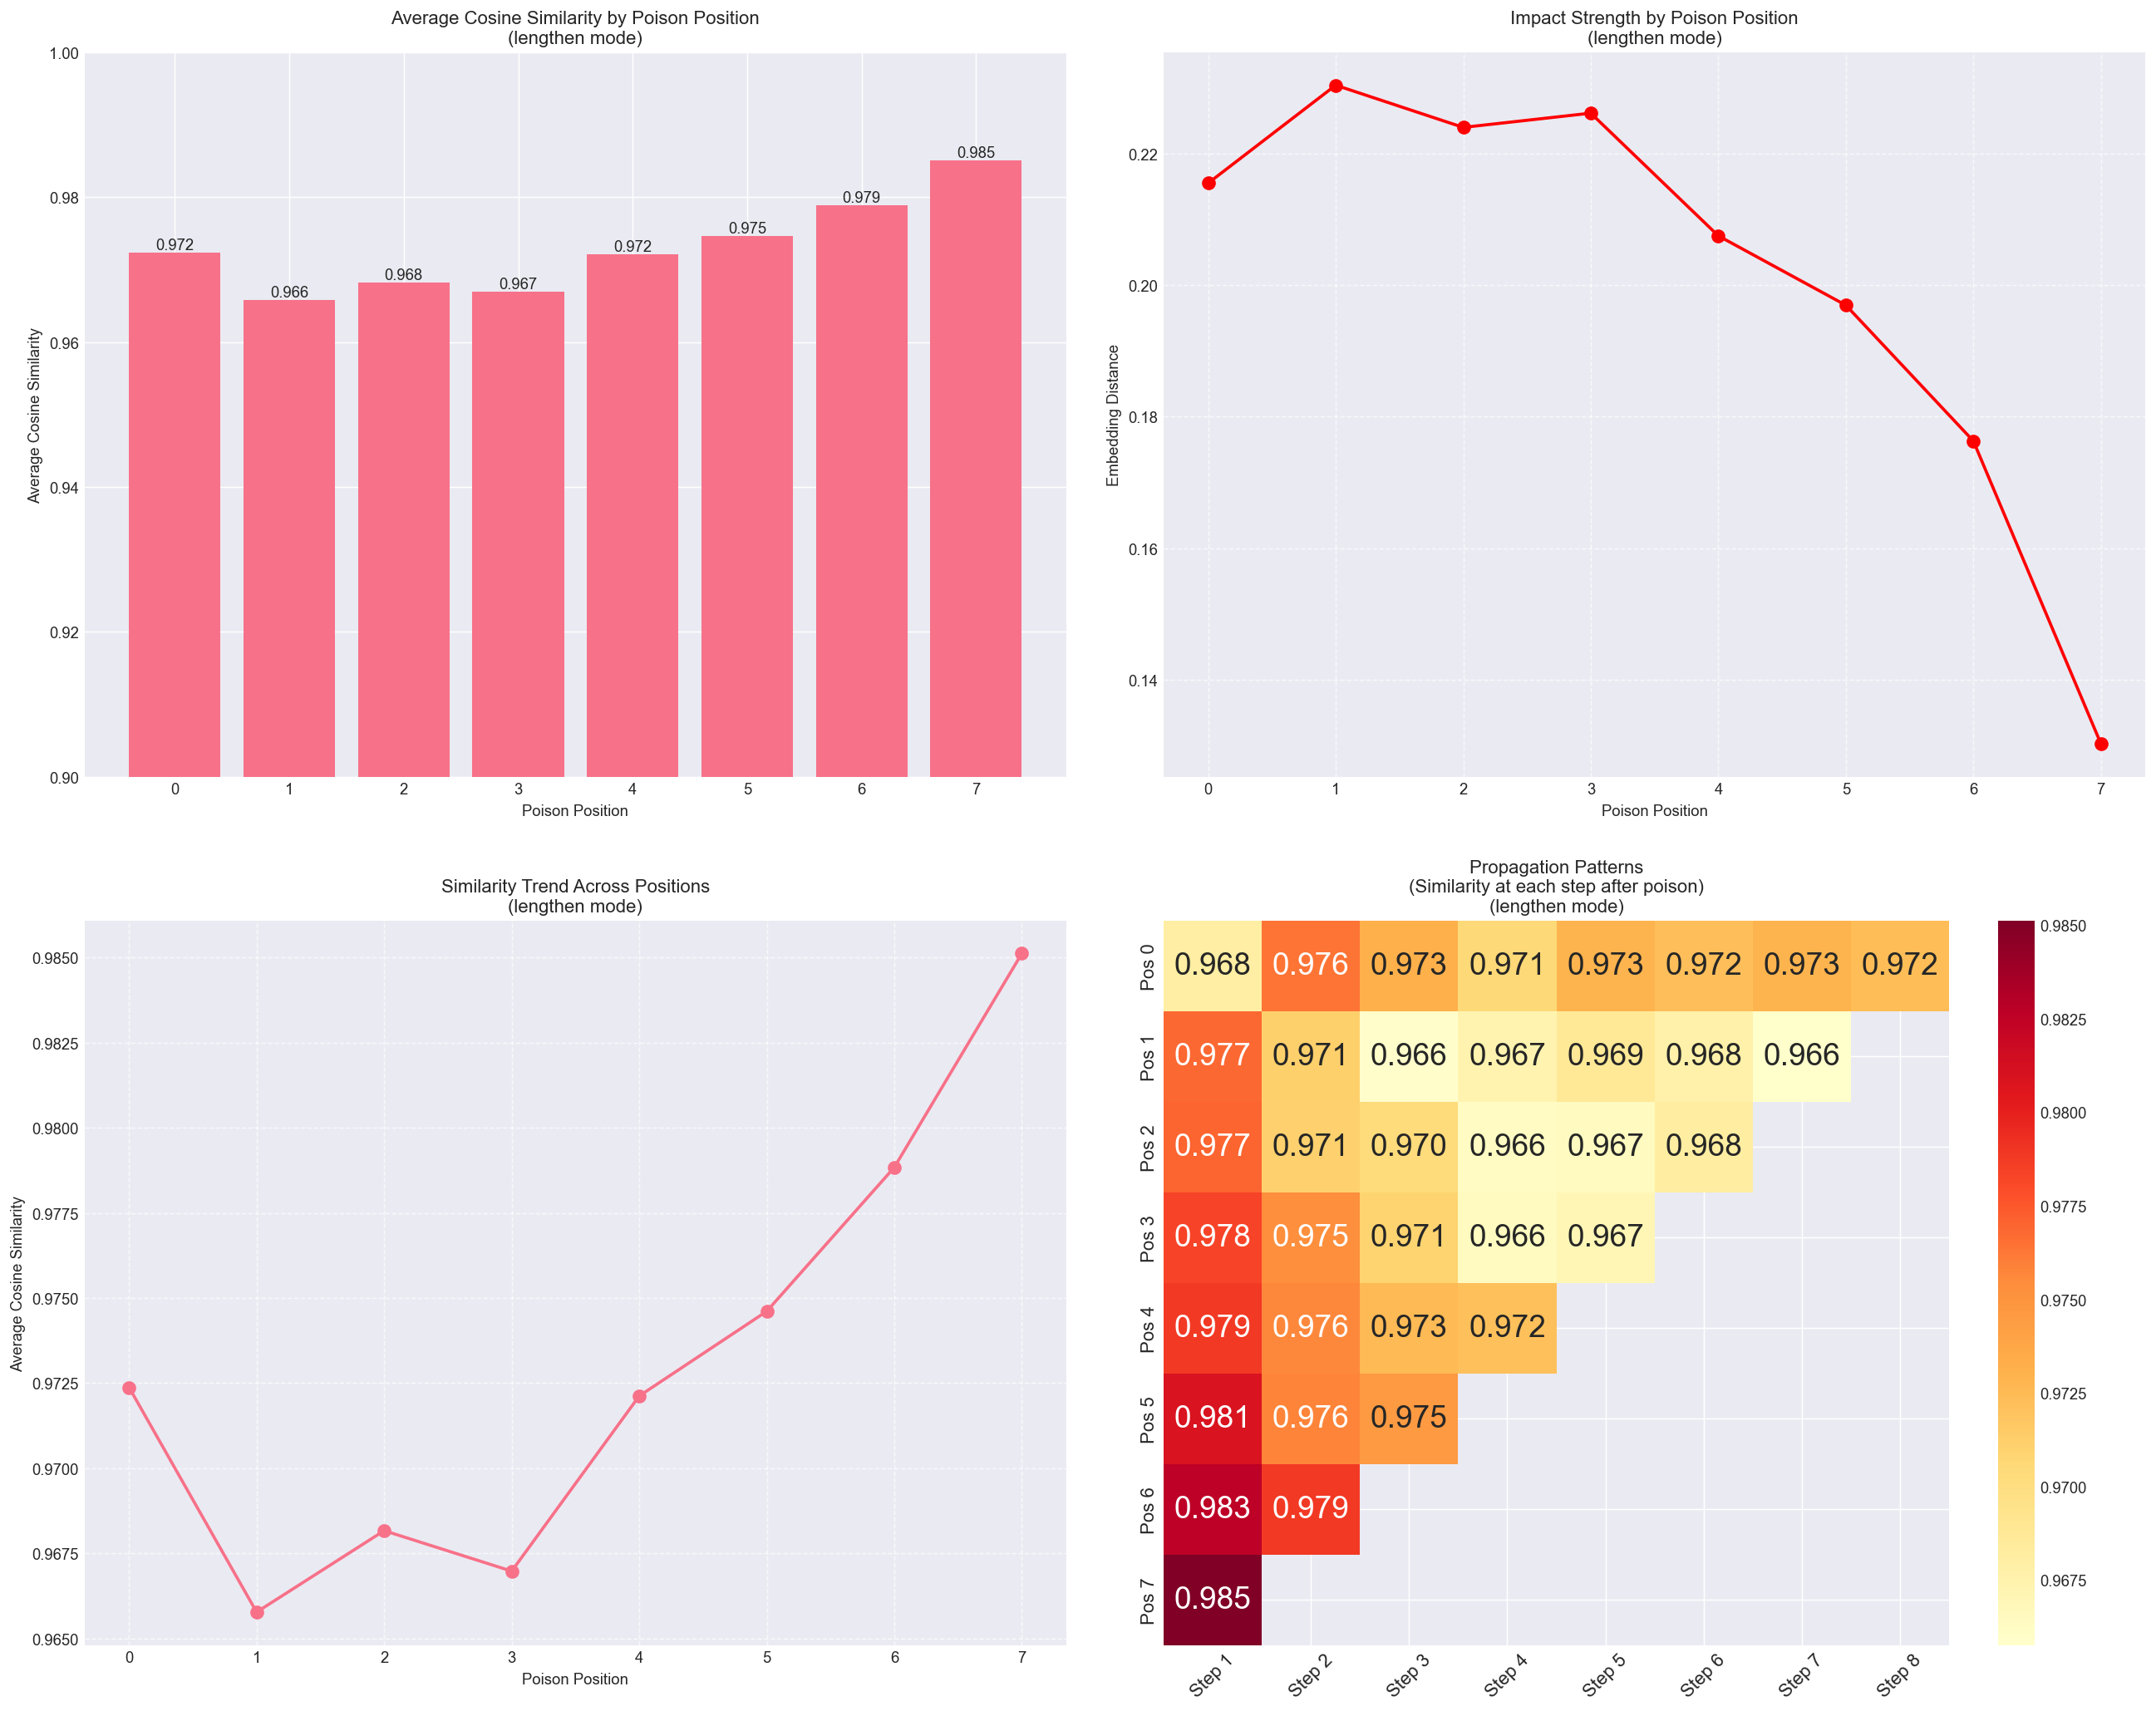 Average Cosine Similarity by Poison Position
(lengthen mode)
1.00
0.98
0.96
0.94
0.92
0.90
Average Cosine Similarity
0.972
0.966
0.968
0.967
0.972
0.975
0.979
0.985
0 1 2 3 4 5 6 7
Poison Position
Impact Strength by Poison Position
(lengthen mode)
0.22
0.20
0.18
0.16
0.14
Embedding Distance
0 1 2 3 4 5 6 7
Poison Position
Similarity Trend Across Positions
(lengthen mode)
0.9850
0.9825
0.9800
0.9775
0.9750
0.9725
0.9700
0.9675
0.9650
Average Cosine Similarity
0 1 2 3 4 5 6 7
Poison Position
Propagation Patterns
(Similarity at each step after poison)
(lengthen mode)
Pos 0 0.968 0.976 0.973 0.971 0.973 0.972 0.973 0.972
Pos 1 0.977 0.971 0.966 0.967 0.969 0.968 0.966
Pos 2 0.977 0.971 0.970 0.966 0.967 0.968
Pos 3 0.978 0.975 0.971 0.966 0.967
Pos 4 0.979 0.976 0.973 0.972
Pos 5 0.981 0.976 0.975
Pos 6 0.983 0.979
Pos 7 0.985
Step 1 Step 2 Step 3 Step 4 Step 5 Step 6 Step 7 Step 8
0.9850
0.9825
0.9800
0.9775
0.9750
0.9725
0.9700
0.9675